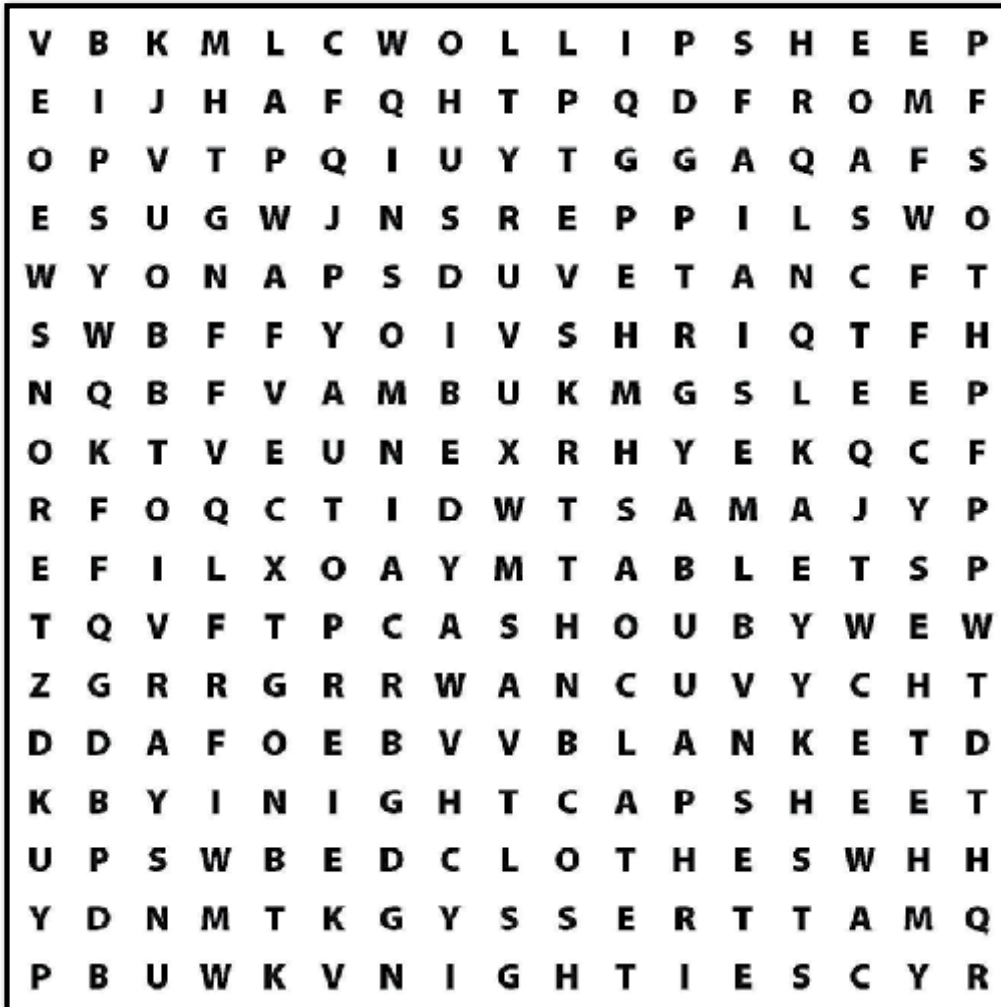 V B K M L C W O L L I P S H E E P
E I J H A F Q H T P Q D F R O M F
O P V T P Q I U Y T G G A Q A F S
E S U G W J N S R E P P I L S W O
W Y O N A P S D U V E T A N C F T
S W B F F Y O I V S H R I Q T F H
N Q B F V A M B U K M G S L E E P
O K T V E U N E X R H Y E K Q C F
R F O Q C T I D W T S A M A J Y P
E F I L X O A Y M T A B L E T S P
T Q V F T P C A S H O U B Y W E W
Z G R R G R R W A N C U V Y C H T
D D A F O E B V V B L A N K E T D
K B Y I N I G H T C A P S H E E T
U P S W B E D C L O T H E S W H H
Y D N M T K G Y S S E R T T A M Q
P B U W K V N I G H T I E S C Y R